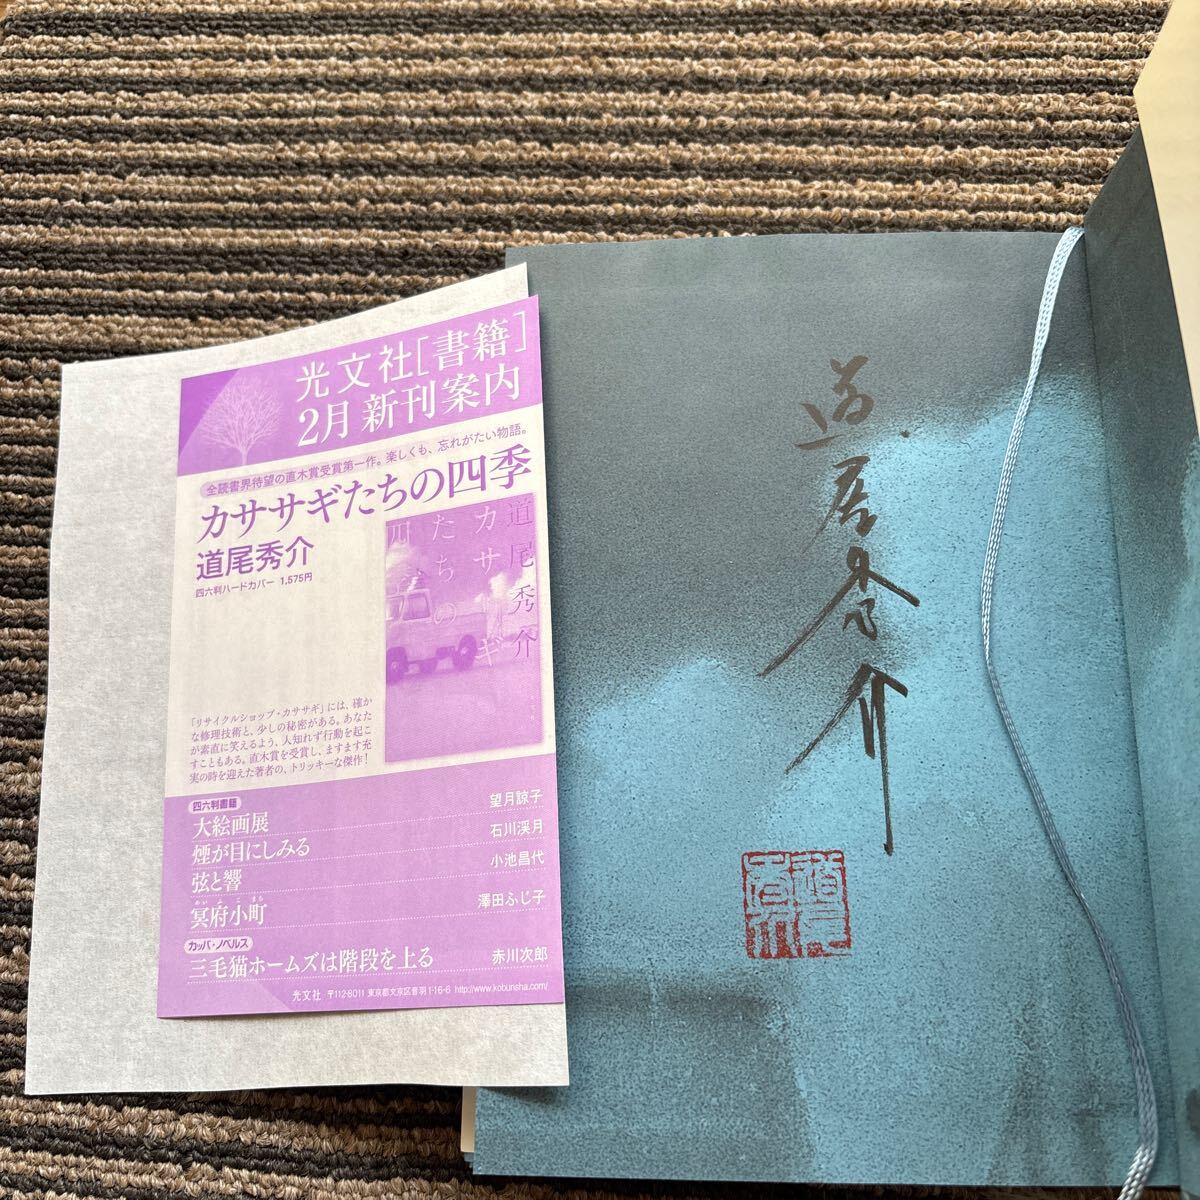 光文社[書籍]
2月新刊案内
全読書界待望の直木賞受賞第一作。楽しくも、忘れがたい物語。
カササギたちの四季
道尾秀介
四六判ハードカバー 1,575円
道尾秀介
カササギ
たちの
四
「リサイクルショップ・カササギ」には、確か
な修理技術と、少しの秘密がある。あなた
が素直に笑えるよう、人知れず行動を起こ
すこともある。直木賞を受賞し、ますます充
実の時を迎えた著者の、トリッキーな傑作!
四六判書籍
大絵画展 望月諒子
煙が目にしみる 石川渓月
弦と響 小池昌代
めいふこまち
冥府小町 澤田ふじ子
カッパ・ノベルス
三毛猫ホームズは階段を上る 赤川次郎
光文社 〒112-8011 東京都文京区音羽1-16-6 http://www.kobunsha.com/
道尾秀介